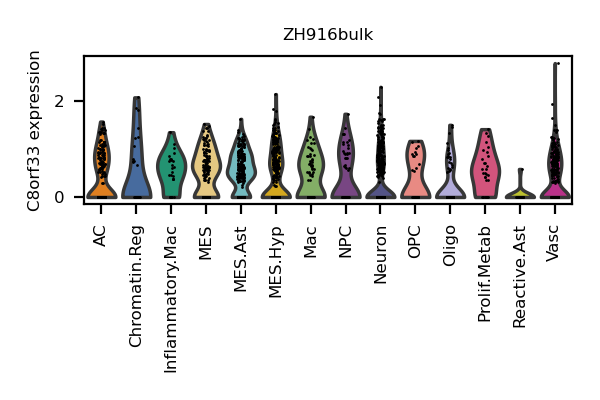 ZH916bulk
C8orf33 expression
2
0
AC
Chromatin.Reg
Inflammatory.Mac
MES
MES.Ast
MES.Hyp
Mac
NPC
Neuron
OPC
Oligo
Prolif.Metab
Reactive.Ast
Vasc